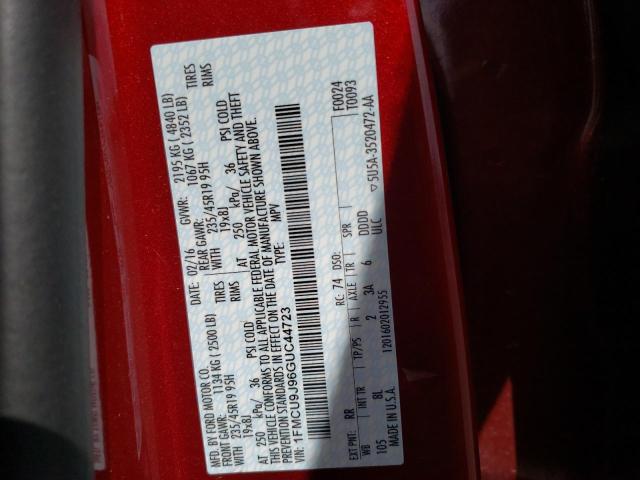 MFD. BY FORD MOTOR CO.
DATE: 02/16 GVWR: 2195 KG ( 4840 LB)
FRONT GAWR: 1134 KG ( 2500 LB) REAR GAWR: 1067 KG ( 2352 LB)
WITH 235/45R19 95H TIRES WITH 235/45R19 95H TIRES
19x8J RIMS 19x8J RIMS
AT 250 kPa/ 36 PSI COLD AT 250 kPa/ 36 PSI COLD
THIS VEHICLE CONFORMS TO ALL APPLICABLE FEDERAL MOTOR VEHICLE SAFETY AND THEFT
PREVENTION STANDARDS IN EFFECT ON THE DATE OF MANUFACTURE SHOWN ABOVE.
VIN: 1FMCU9J96GUC44723 TYPE: MPV
EXT PNT: RR RC: 74 DSO: F0024
WB INT TR TP/PS R AXLE TR SPR T0093
105 BL 2 3A 6 DDDD
ULC
MADE IN U.S.A. 1201602012955 ▽ 5U5A-3520472-AA